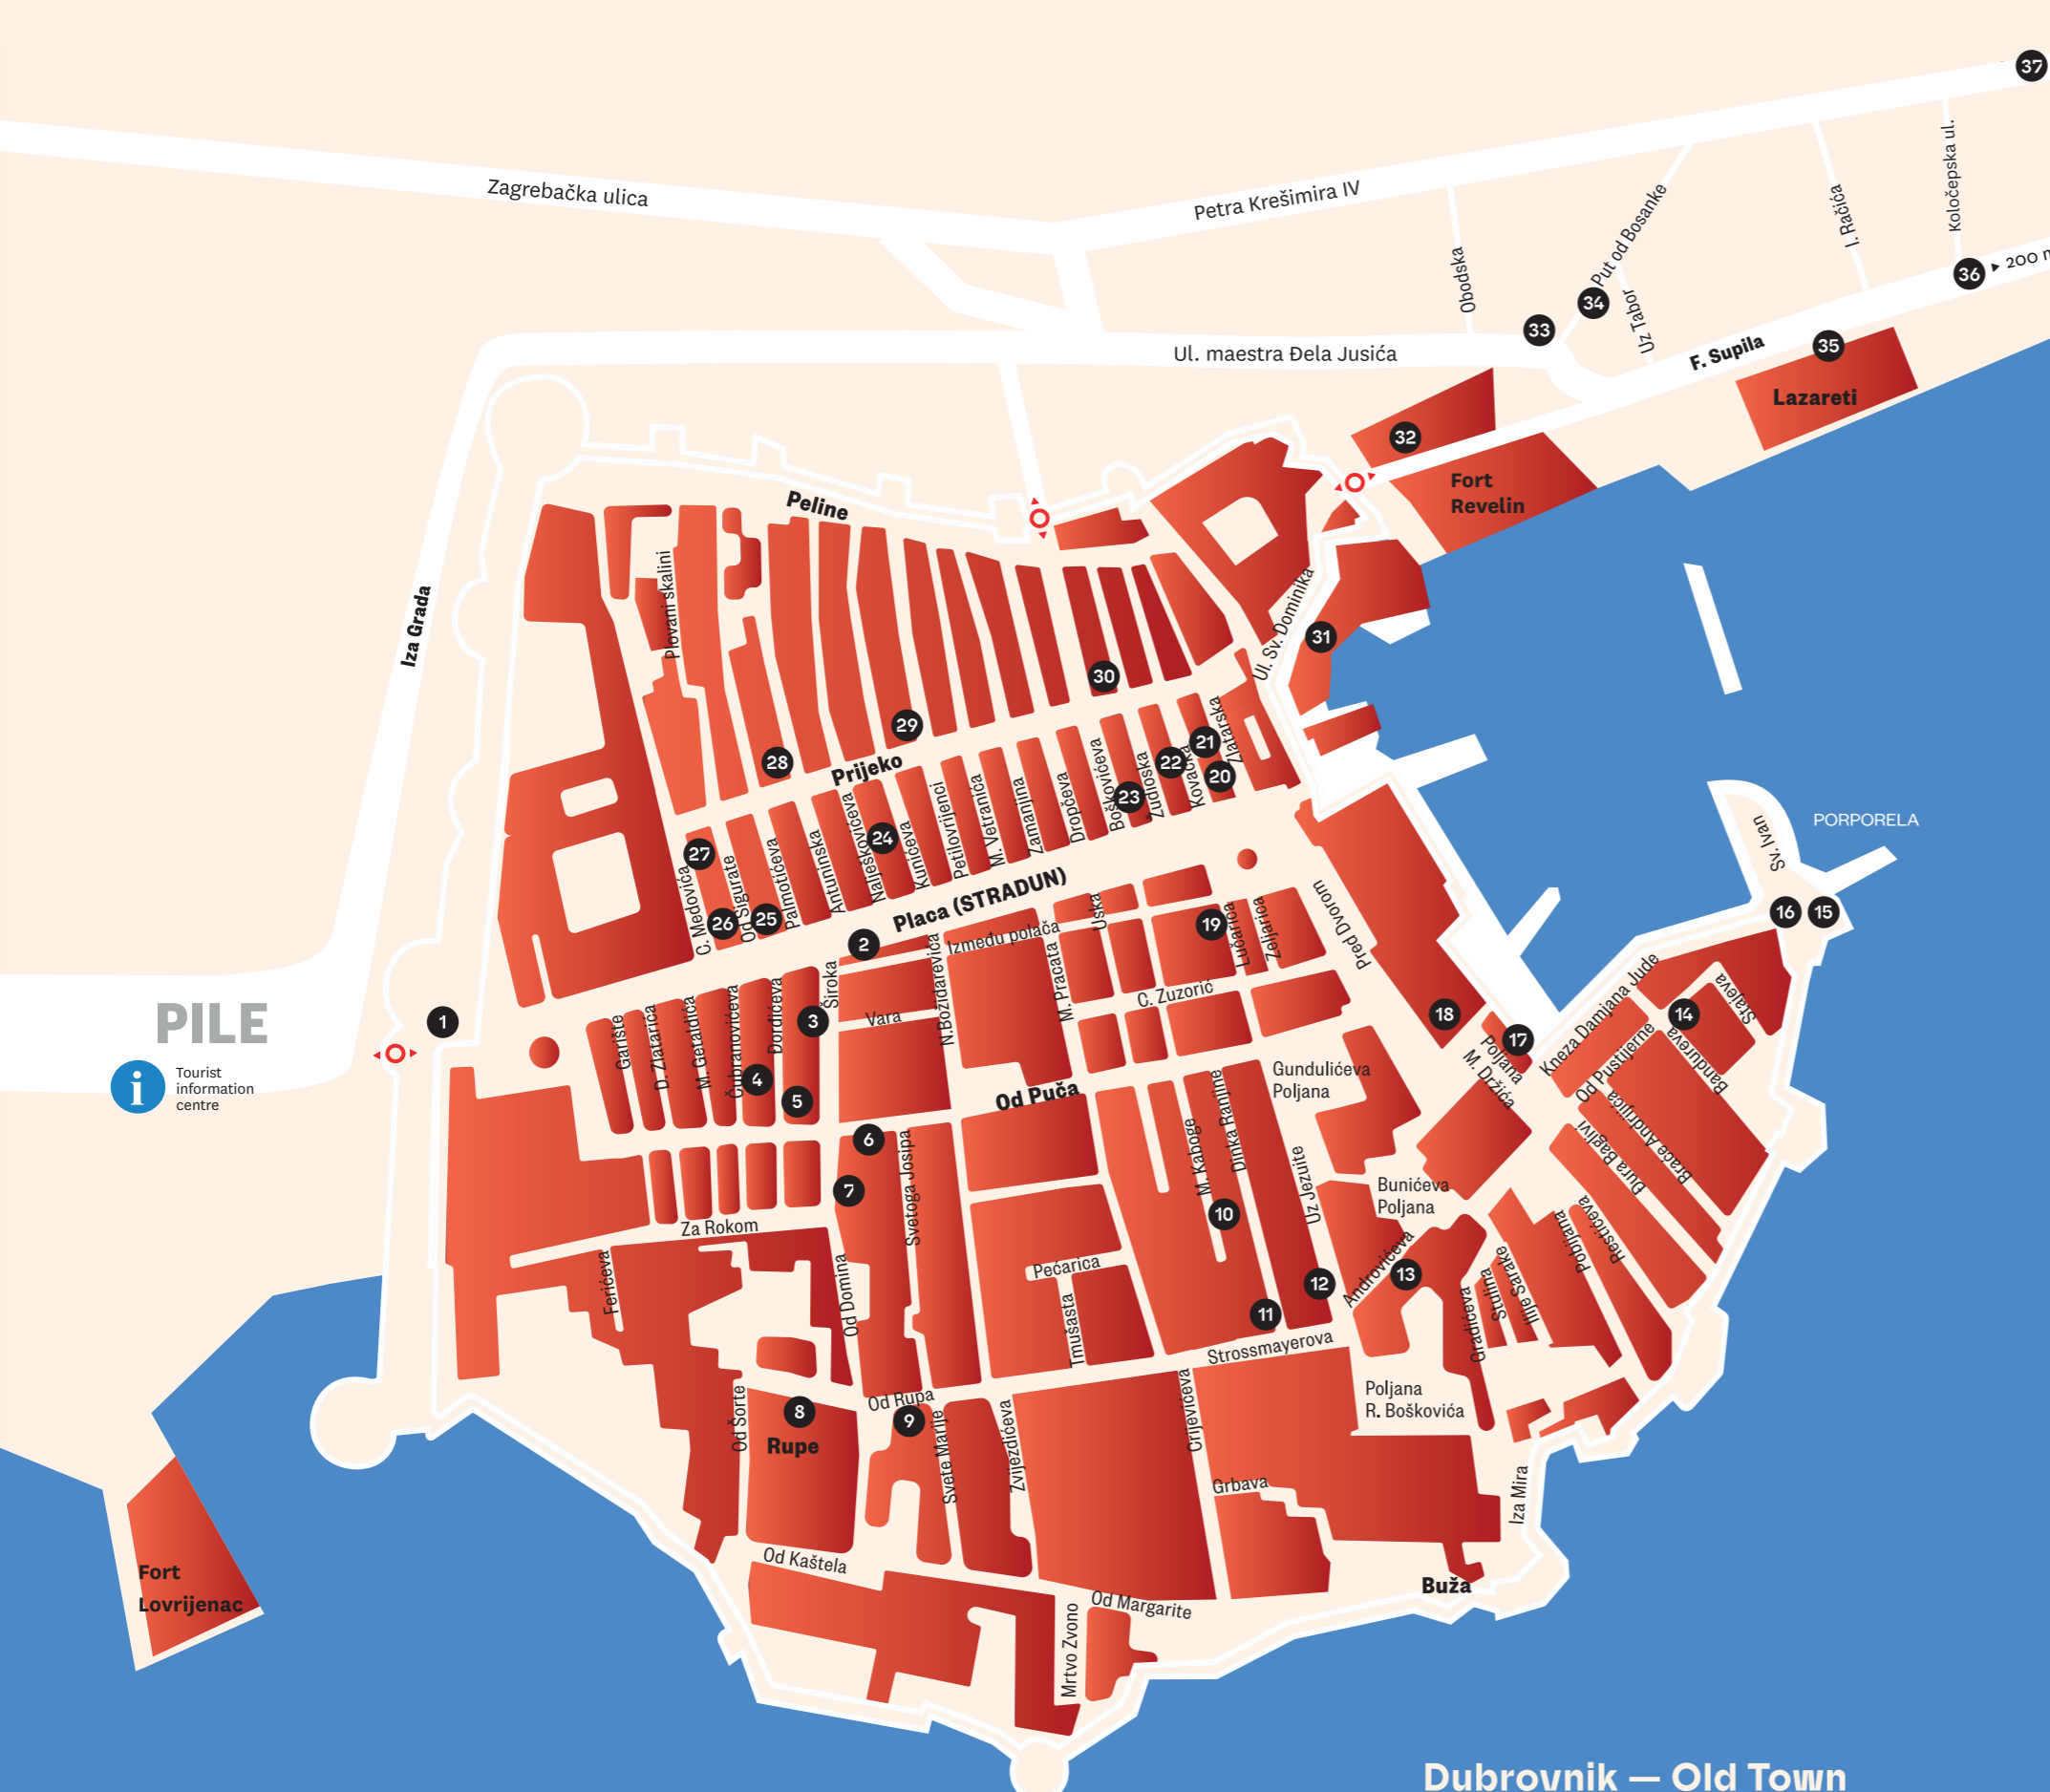 37
Zagrebačka ulica
Petra Krešimira IV
Obodska
Put od Bosanke
Uz Tabor
I. Račića
Koločepska ul.
36
200
34
33
Ul. maestra Đela Jusića
F. Supila
35
Lazareti
32
Fort
Revelin
Iza Grada
Peline
Plovani skalini
Ul. Sv. Dominika
31
30
29
28
Prijeko
21
22
20
23
Zlatarska
Kovačka
Žudioska
Boškovićeva
Dropčeva
Zamanjina
M. Vetranića
Petilovrijenci
Kunićeva
24
Nalješkovićeva
Antuninska
Palmotićeva
Od Sigurate
C. Medovića
27
26
25
Placa (STRADUN)
2
PORPORELA
Sv. Ivan
16
15
PILE
1
i
Tourist
information
centre
Garište
D. Zlatarića
M. Getaldića
Čubranovićeva
Đorđićeva
Široka
3
4
5
Vara
Između polača
N.Božidarevića
M. Pracata
Uska
19
Lučarica
Zeljarica
C. Zuzorić
Pred Dvorom
18
17
Poljana
M. Držića
Kneza Damjana Jude
Od Pustijerne
14
Stajeva
Bandureva
Braće Andrijića
Đura Baglivi
Restićeva
Pobijana
Od Puča
Gundulićeva
Poljana
6
7
Svetoga Josipa
Za Rokom
Ferićeva
Od Domina
M. Kaboge
Dinka Ranjine
10
Uz Jezuite
Bunićeva
Poljana
Androvićeva
13
12
11
Gradićeva
Stulina
Ilije Sarake
Pećarica
Tmušasta
Strossmayerova
Poljana
R. Boškovića
Od Šorte
8
Rupe
Od Rupa
9
Svete Marije
Zvijezdićeva
Crijevićeva
Grbava
Iza Mira
Buža
Od Kaštela
Od Margarite
Mrtvo Zvono
Fort
Lovrijenac
Dubrovnik — Old Town